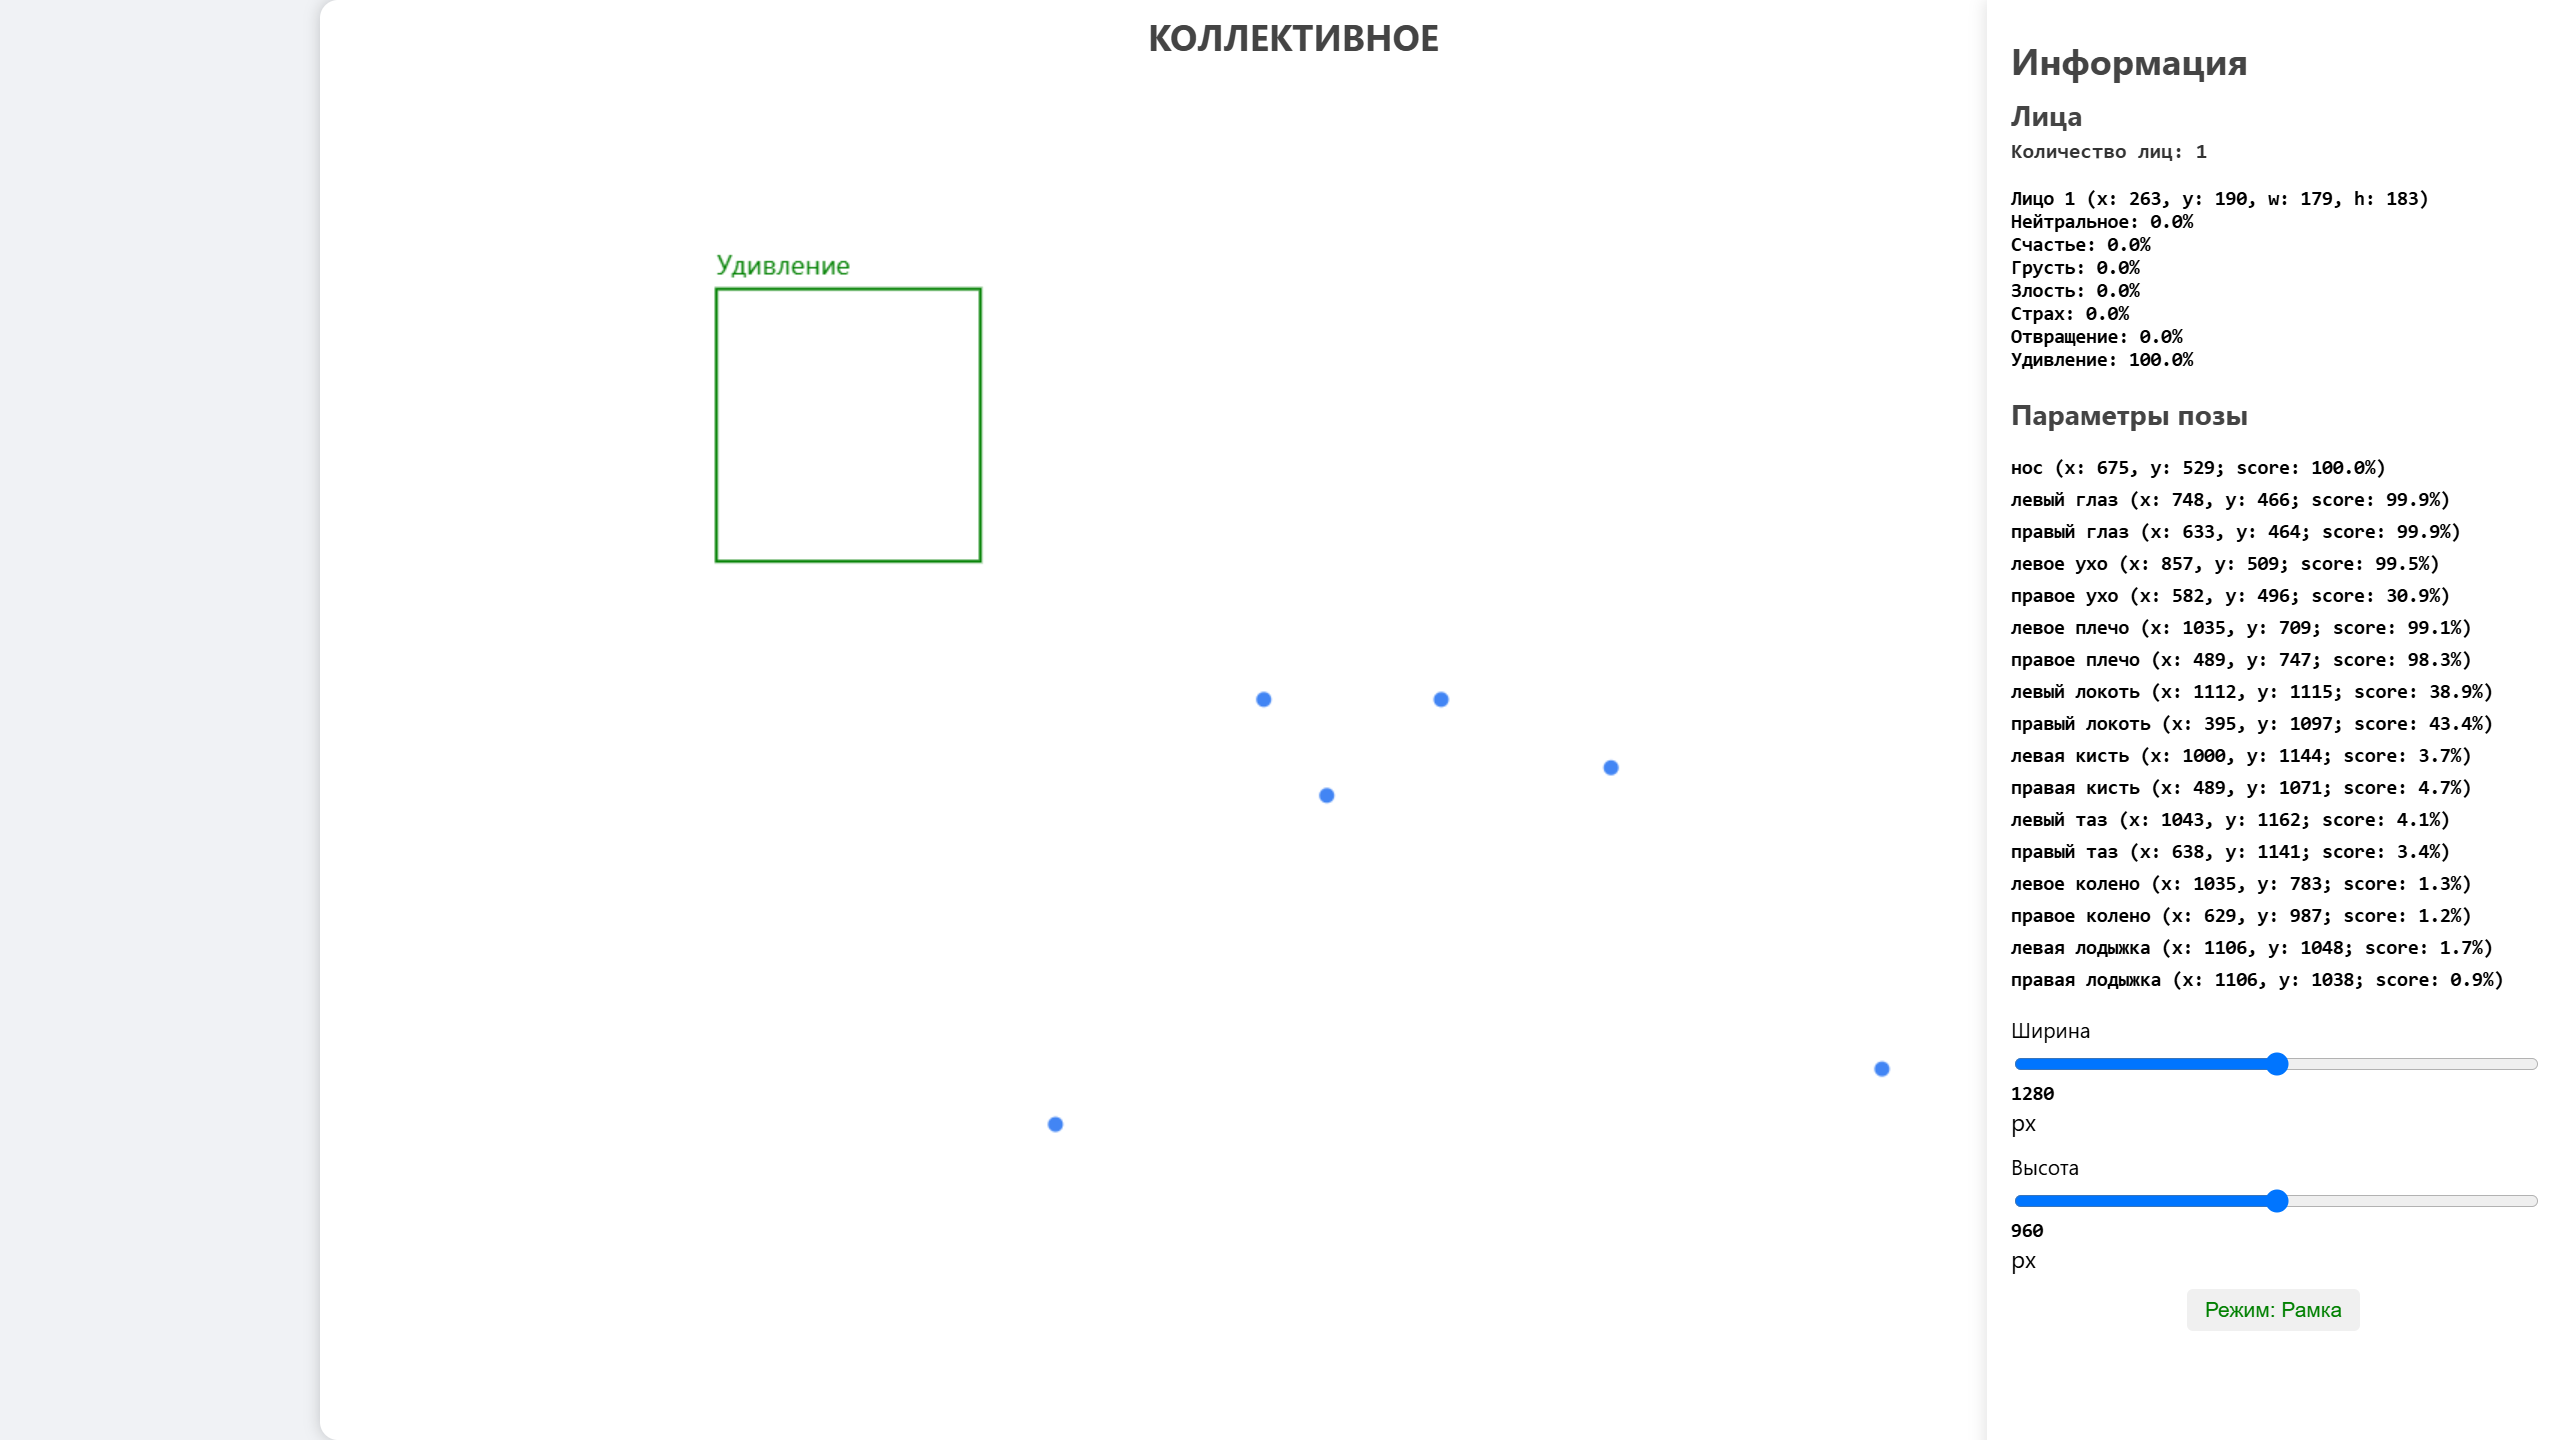 КОЛЛЕКТИВНОЕ
Удивление
Информация
Лица
Количество лиц: 1
Лицо 1 (x: 263, y: 190, w: 179, h: 183)
Нейтральное: 0.0%
Счастье: 0.0%
Грусть: 0.0%
Злость: 0.0%
Страх: 0.0%
Отвращение: 0.0%
Удивление: 100.0%
Параметры позы
нос (x: 675, y: 529; score: 100.0%)
левый глаз (x: 748, y: 466; score: 99.9%)
правый глаз (x: 633, y: 464; score: 99.9%)
левое ухо (x: 857, y: 509; score: 99.5%)
правое ухо (x: 582, y: 496; score: 30.9%)
левое плечо (x: 1035, y: 709; score: 99.1%)
правое плечо (x: 489, y: 747; score: 98.3%)
левый локоть (x: 1112, y: 1115; score: 38.9%)
правый локоть (x: 395, y: 1097; score: 43.4%)
левая кисть (x: 1000, y: 1144; score: 3.7%)
правая кисть (x: 489, y: 1071; score: 4.7%)
левый таз (x: 1043, y: 1162; score: 4.1%)
правый таз (x: 638, y: 1141; score: 3.4%)
левое колено (x: 1035, y: 783; score: 1.3%)
правое колено (x: 629, y: 987; score: 1.2%)
левая лодыжка (x: 1106, y: 1048; score: 1.7%)
правая лодыжка (x: 1106, y: 1038; score: 0.9%)
Ширина
1280
px
Высота
960
px
Режим: Рамка